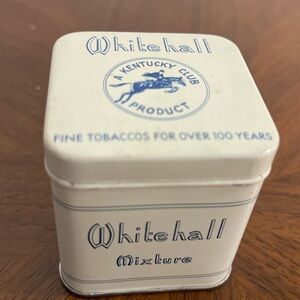 Whitehall
A KENTUCKY CLUB
PRODUCT
FINE TOBACCOS FOR OVER 100 YEARS
Whitehall
Mixture